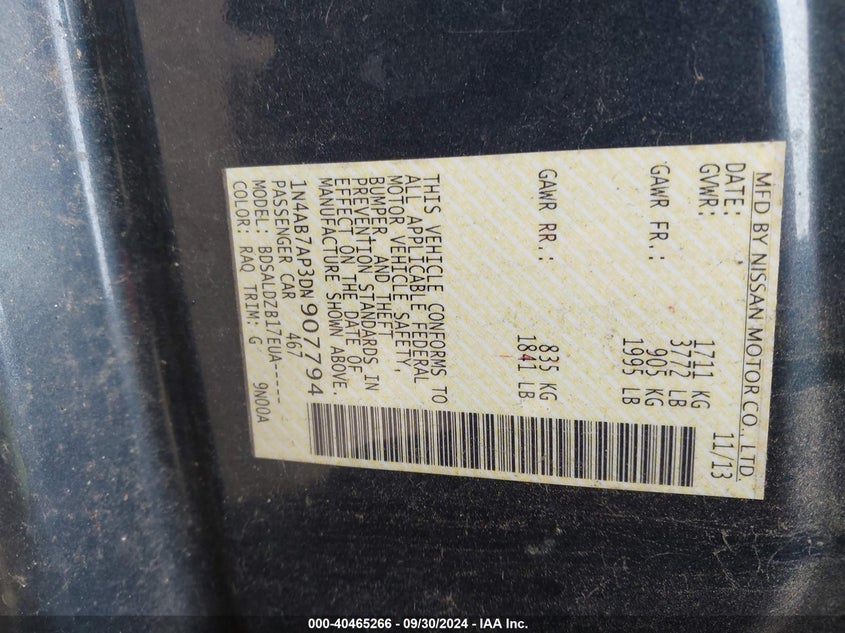 MFD BY NISSAN MOTOR CO., LTD.
DATE: 11/13
GVWR: 1711 KG
3772 LB
GAWR FR.: 905 KG
1995 LB
GAWR RR.: 835 KG
1841 LB
THIS VEHICLE CONFORMS TO
ALL APPLICABLE FEDERAL
MOTOR VEHICLE SAFETY,
BUMPER, AND THEFT
PREVENTION STANDARDS IN
EFFECT ON THE DATE OF
MANUFACTURE SHOWN ABOVE.
1N4AB7AP3DN907794
PASSENGER CAR 467
MODEL: BDSALDZB17EUA-----
COLOR: RAQ TRIM: G 9N00A
000-40465266 - 09/30/2024 - IAA Inc.